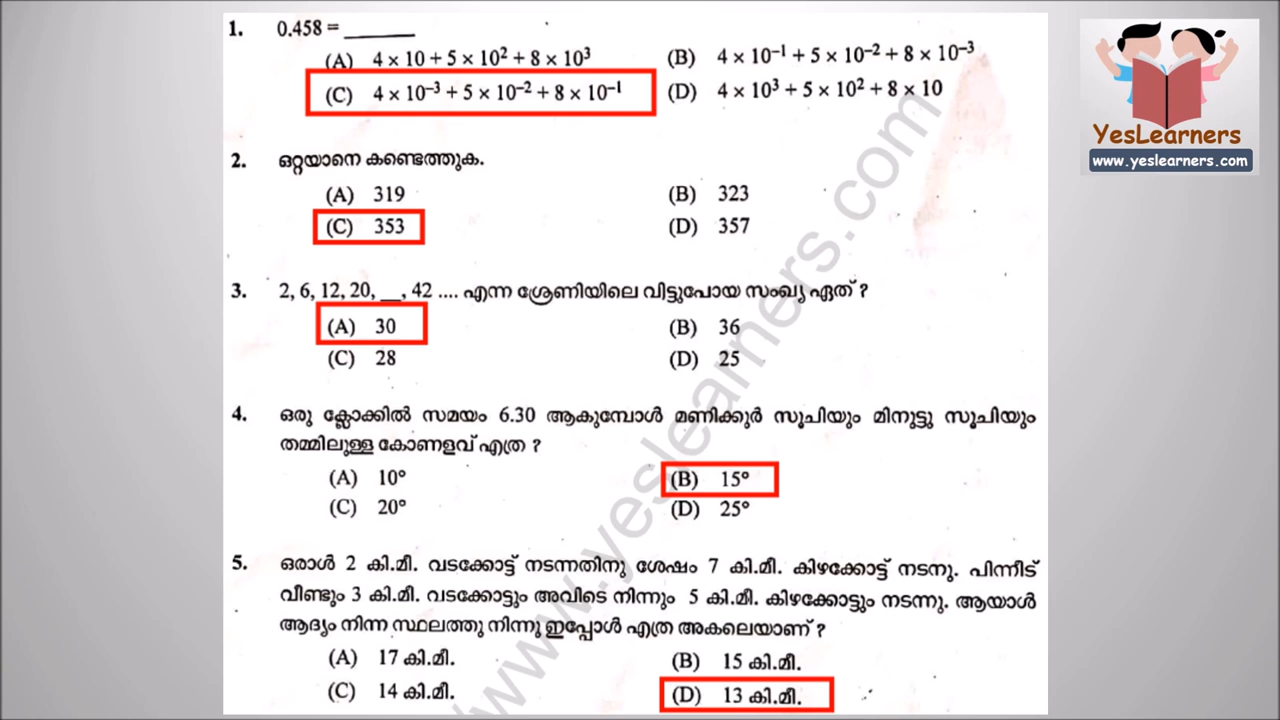 1. 0.458 = ______
(A) 4 × 10 + 5 × 10² + 8 × 10³ (B) 4 × 10⁻¹ + 5 × 10⁻² + 8 × 10⁻³
(C) 4 × 10⁻³ + 5 × 10⁻² + 8 × 10⁻¹ (D) 4 × 10³ + 5 × 10² + 8 × 10
2. ഒറ്റയാനെ കണ്ടെത്തുക.
(A) 319 (B) 323
(C) 353 (D) 357
3. 2, 6, 12, 20, __, 42 .... എന്ന ശ്രേണിയിലെ വിട്ടുപോയ സംഖ്യ ഏത് ?
(A) 30 (B) 36
(C) 28 (D) 25
4. ഒരു ക്ലോക്കിൽ സമയം 6.30 ആകുമ്പോൾ മണിക്കൂർ സൂചിയും മിനുട്ടു സൂചിയും
തമ്മിലുള്ള കോണളവ് എത്ര ?
(A) 10° (B) 15°
(C) 20° (D) 25°
5. ഒരാൾ 2 കി.മീ. വടക്കോട്ട് നടന്നതിനു ശേഷം 7 കി.മീ. കിഴക്കോട്ട് നടനു. പിന്നീട്
വീണ്ടും 3 കി.മീ. വടക്കോട്ടും അവിടെ നിന്നും 5 കി.മീ. കിഴക്കോട്ടും നടന്നു. ആയാൾ
ആദ്യം നിന്ന സ്ഥലത്തു നിന്നു ഇപ്പോൾ എത്ര അകലെയാണ് ?
(A) 17 കി.മീ. (B) 15 കി.മീ.
(C) 14 കി.മീ. (D) 13 കി.മീ.
www.yeslearners.com
YesLearners
www.yeslearners.com